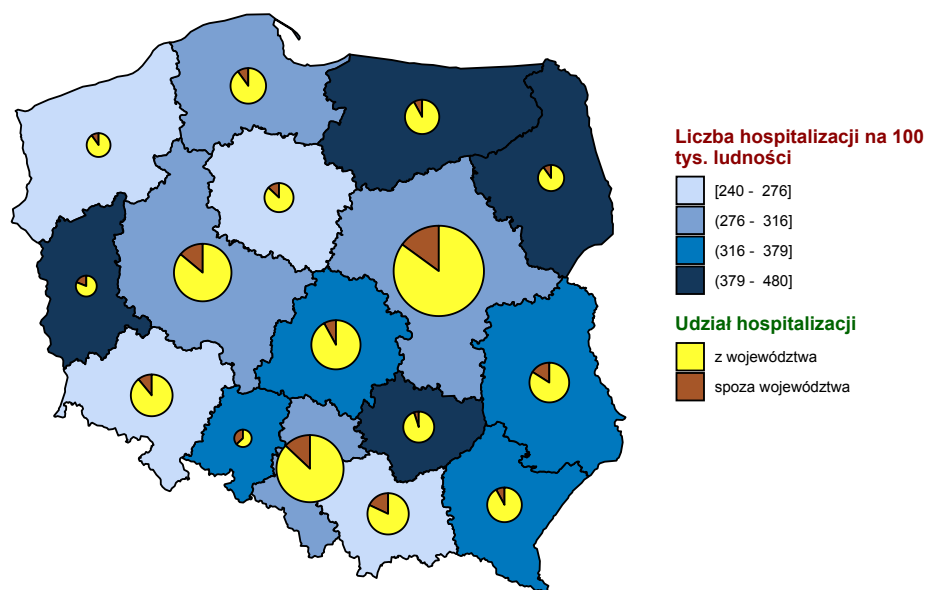 Liczba hospitalizacji na 100
tys. ludności
[240 - 276]
(276 - 316]
(316 - 379]
(379 - 480]
Udział hospitalizacji
z województwa
spoza województwa